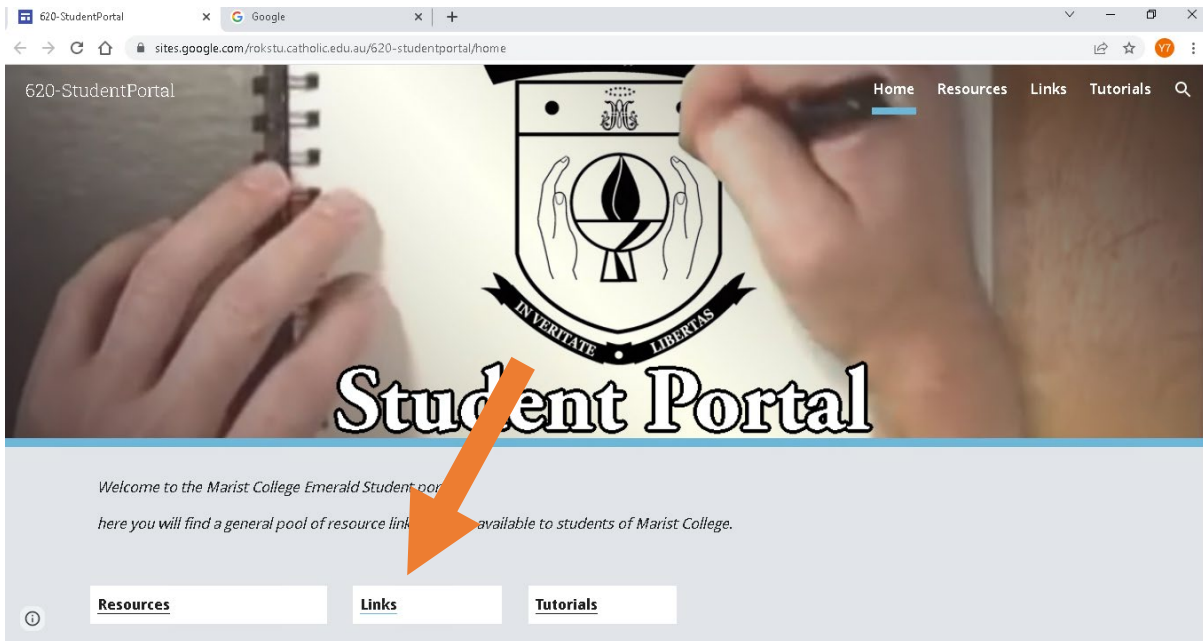 620-StudentPortal
Google
sites.google.com/rokstu.catholic.edu.au/620-studentportal/home
Y7
620-StudentPortal
Home Resources Links Tutorials
IN VERITATE LIBERTAS
Student Portal
Welcome to the Marist College Emerald Student
here you will find a general pool of resource available to students of Marist College.
Resources
Links
Tutorials